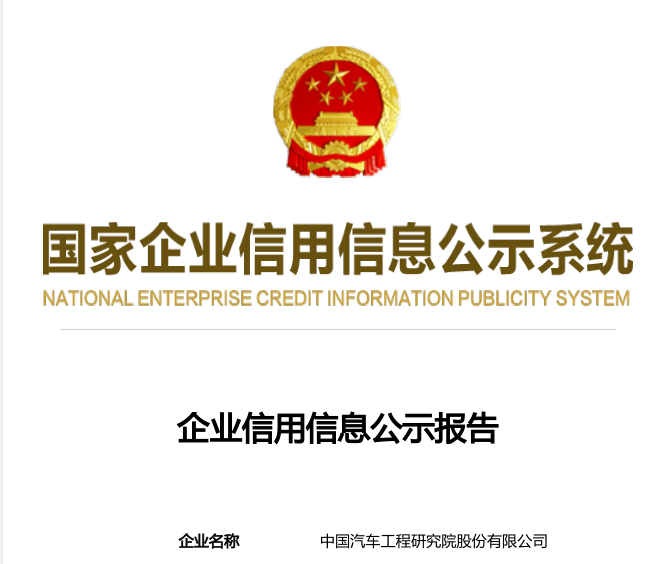 国家企业信用信息公示系统
NATIONAL ENTERPRISE CREDIT INFORMATION PUBLICITY SYSTEM
企业信用信息公示报告
企业名称 中国汽车工程研究院股份有限公司